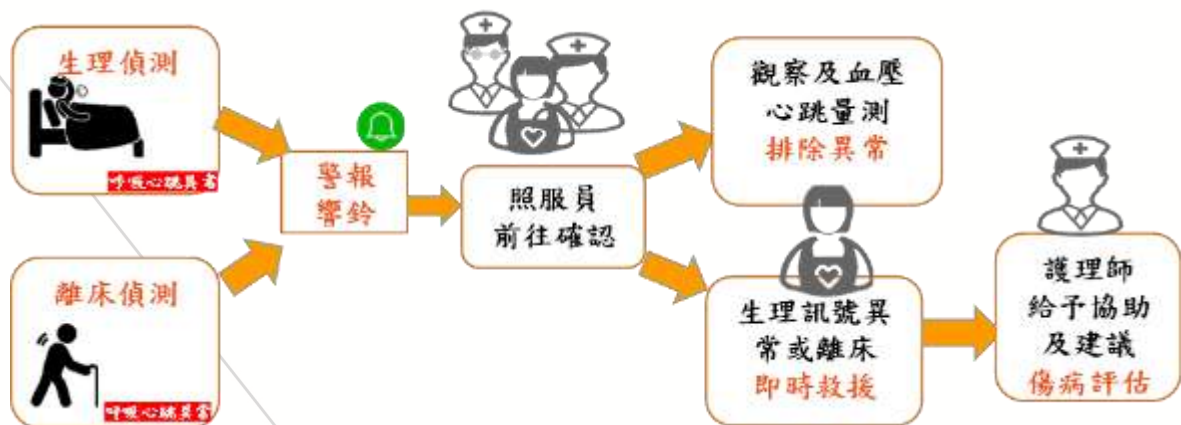 生理偵測
呼吸心跳異常
離床偵測
呼吸心跳異常
警報
響鈴
照服員
前往確認
觀察及血壓
心跳量測
排除異常
生理訊號異
常或離床
即時救援
護理師
給予協助
及建議
傷病評估